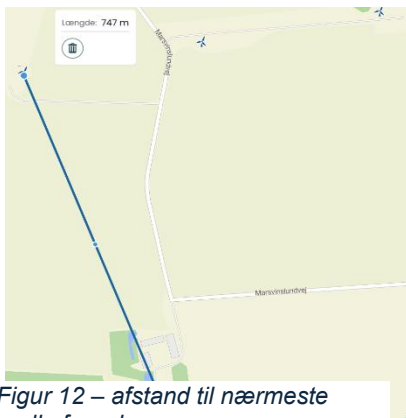 Længde: 747 m
Marsvinslundvej
Marsvinslundvej
Figur 12 – afstand til nærmeste